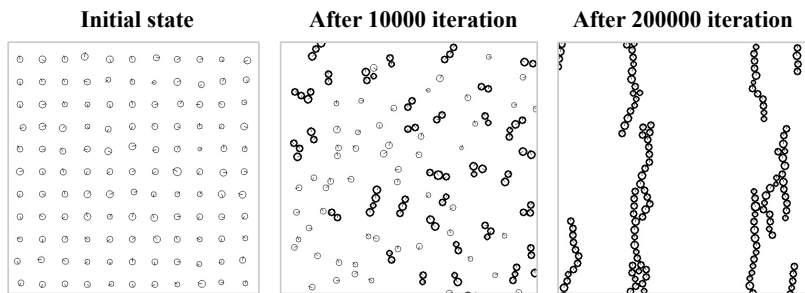 Initial state
After 10000 iteration
After 200000 iteration